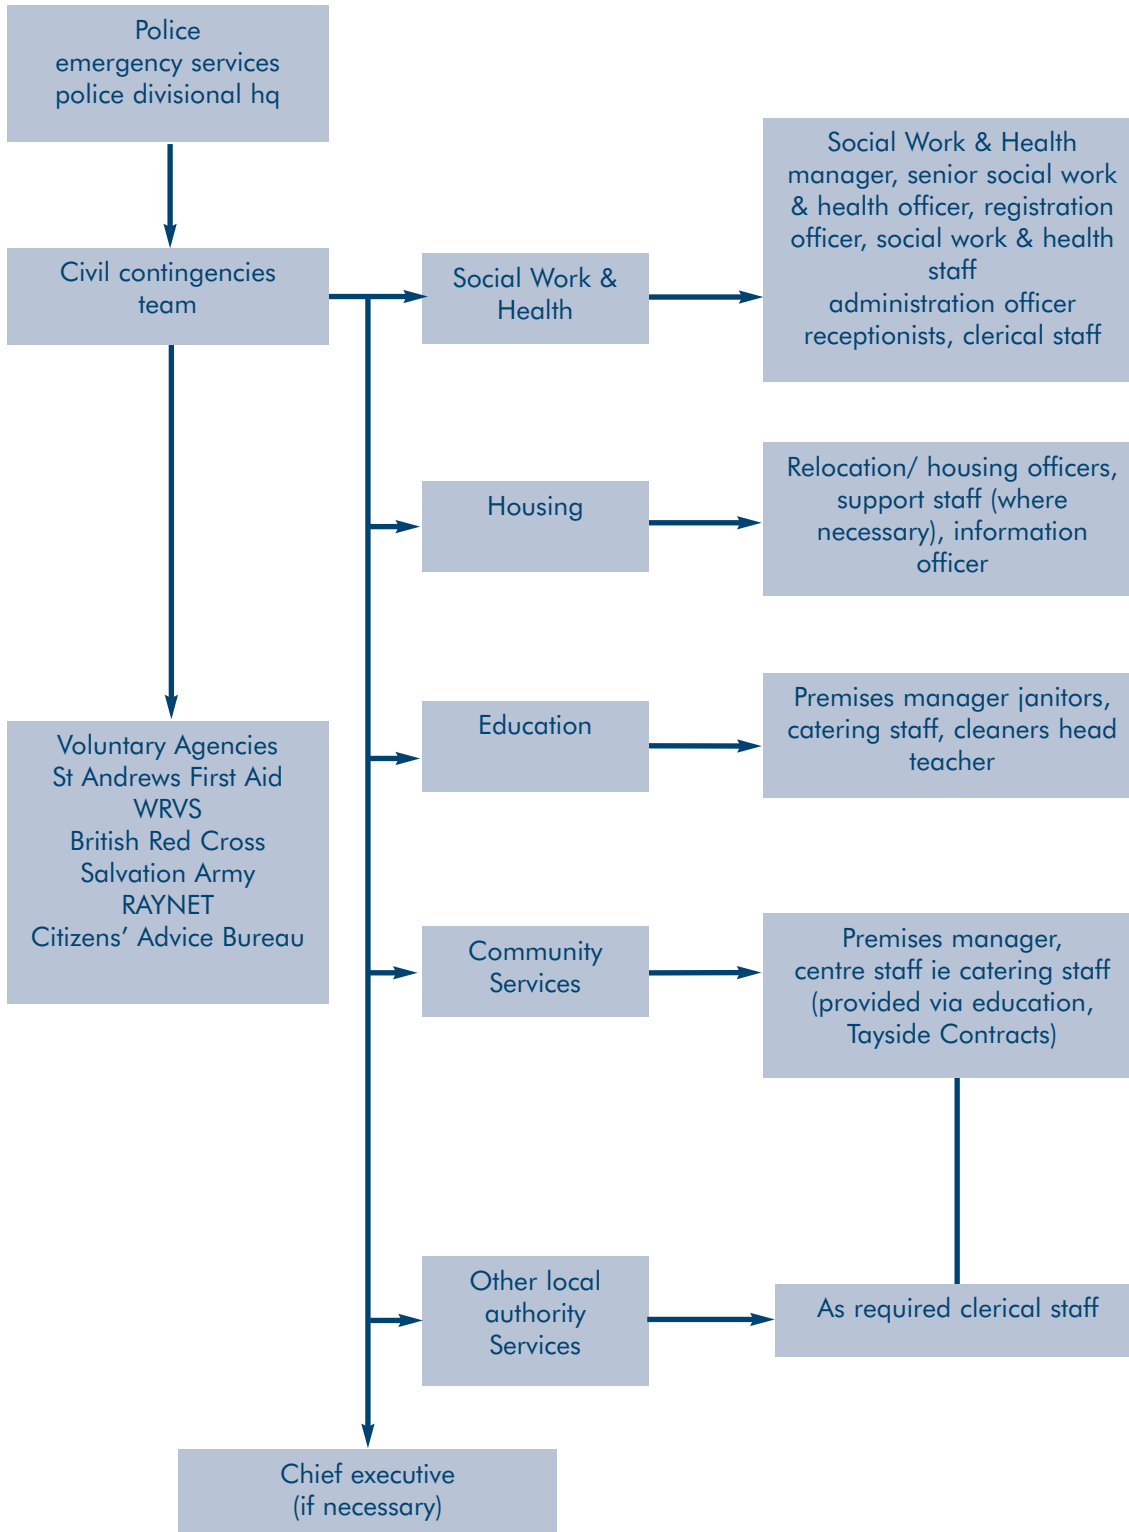 Police
emergency services
police divisional hq
Civil contingencies
team
Social Work &
Health
Social Work & Health
manager, senior social work
& health officer, registration
officer, social work & health
staff
administration officer
receptionists, clerical staff
Housing
Relocation/ housing officers,
support staff (where
necessary), information
officer
Education
Premises manager janitors,
catering staff, cleaners head
teacher
Voluntary Agencies
St Andrews First Aid
WRVS
British Red Cross
Salvation Army
RAYNET
Citizens’ Advice Bureau
Community
Services
Premises manager,
centre staff ie catering staff
(provided via education,
Tayside Contracts)
Other local
authority
Services
As required clerical staff
Chief executive
(if necessary)